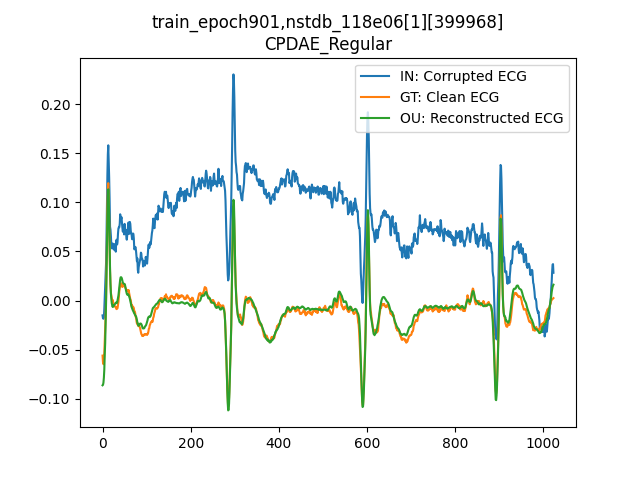 train_epoch901,nstdb_118e06[1][399968]
CPDAE_Regular
IN: Corrupted ECG
GT: Clean ECG
OU: Reconstructed ECG
0.20
0.15
0.10
0.05
0.00
−0.05
−0.10
0 200 400 600 800 1000